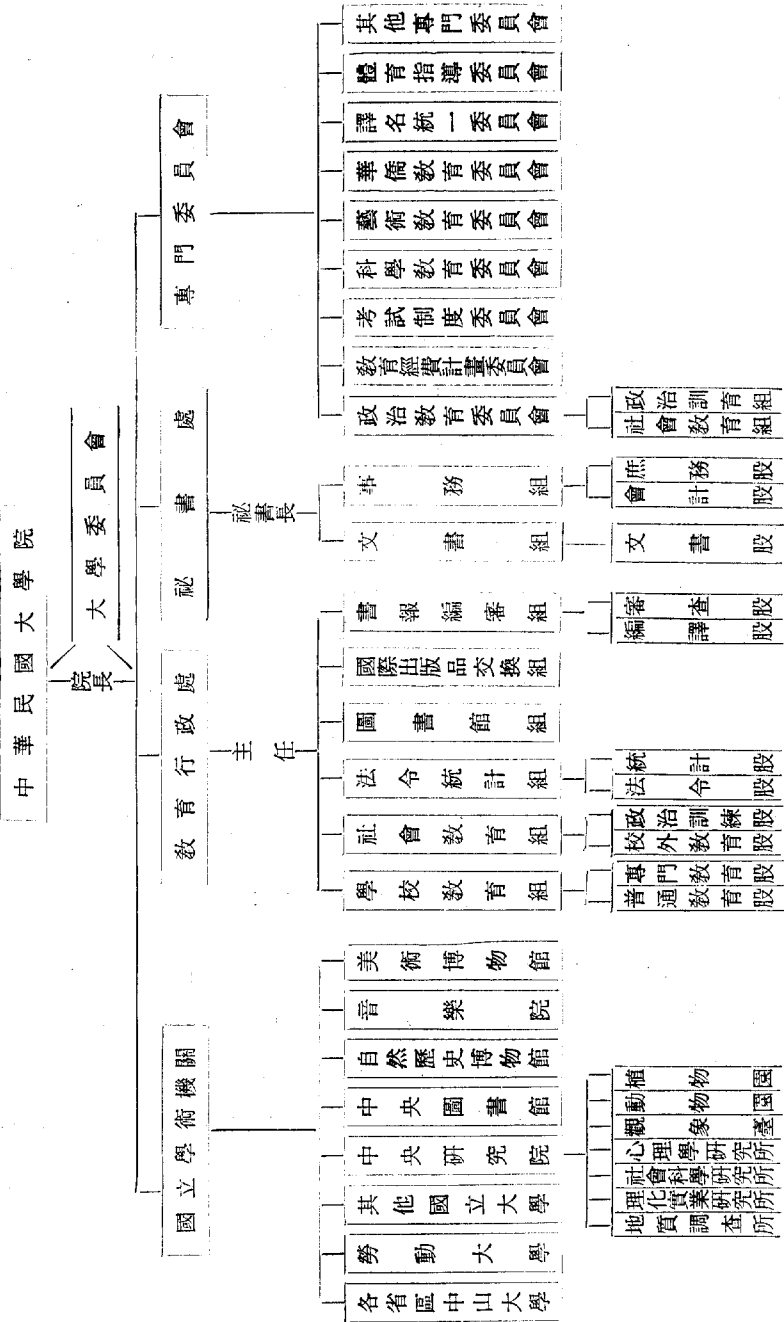 中華民國大學院
大學委員會
院長
專門委員會
祕書處
教育行政處
國立學術機關
祕書長
主任
其他專門委員會
體育指導委員會
譯名統一委員會
華僑教育委員會
藝術教育委員會
科學教育委員會
考試制度委員會
教育經費計畫委員會
政治教育委員會
事務組
文書組
書報編審組
國際出版品交換組
圖書館組
法令統計組
社會教育組
學校教育組
美術博物館
音樂院
自然歷史博物館
中央圖書館
中央研究院
其他國立大學
勞動大學
各省區中山大學
政治訓育組
社會教育組
庶務股
會計股
文書股
審查股
編譯股
統計股
法令股
政治訓練股
校外教育股
專門教育股
普通教育股
植物園
動物園
觀象臺
心理學研究所
社會科學研究所
理化實業研究所
地質調查所